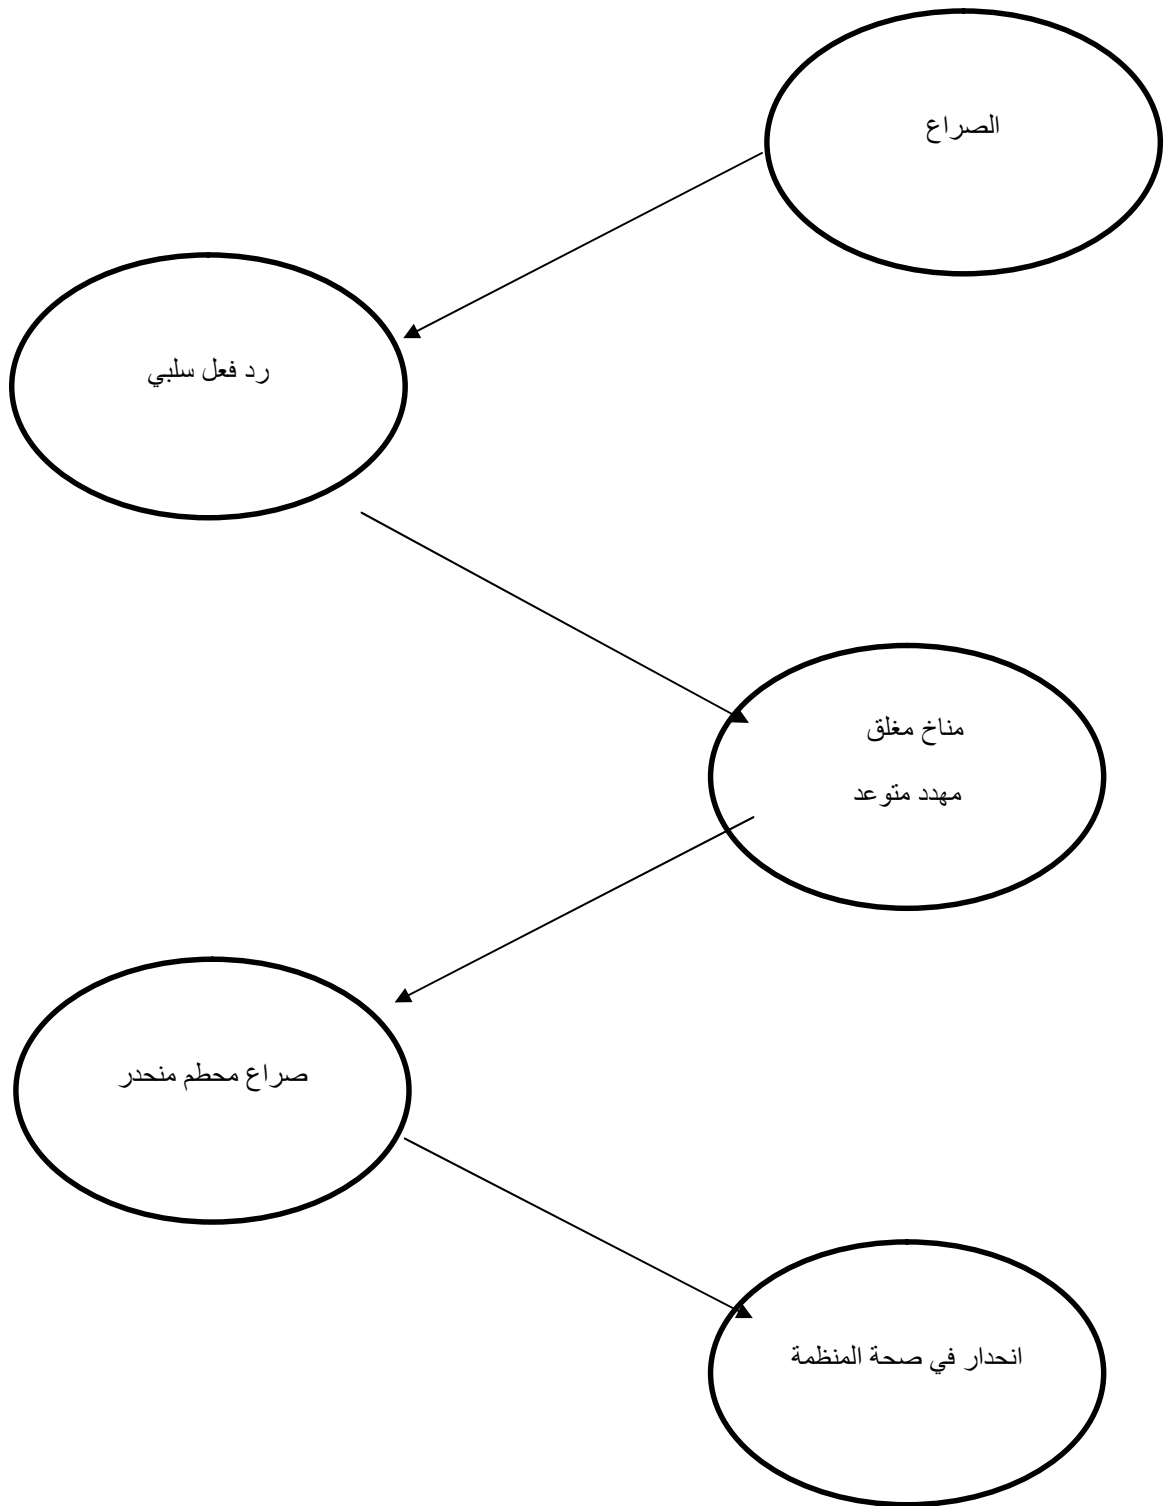 الصراع
رد فعل سلبي
مناخ مغلق
مهدد متوعد
صراع محطم منحدر
انحدار في صحة المنظمة